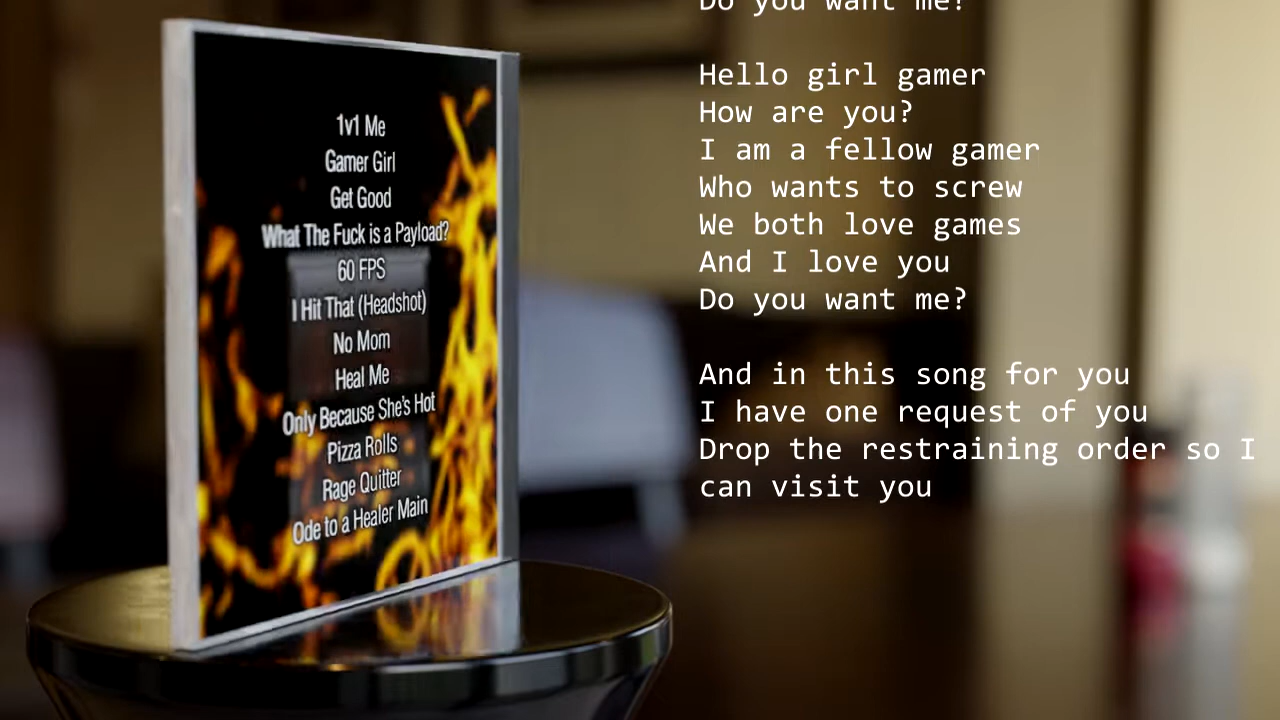 1v1 Me
Gamer Girl
Get Good
What The Fuck is a Payload?
60 FPS
I Hit That (Headshot)
No Mom
Heal Me
Only Because She's Hot
Pizza Rolls
Rage Quitter
Ode to a Healer Main
Do you want me?
Hello girl gamer
How are you?
I am a fellow gamer
Who wants to screw
We both love games
And I love you
Do you want me?
And in this song for you
I have one request of you
Drop the restraining order so I
can visit you